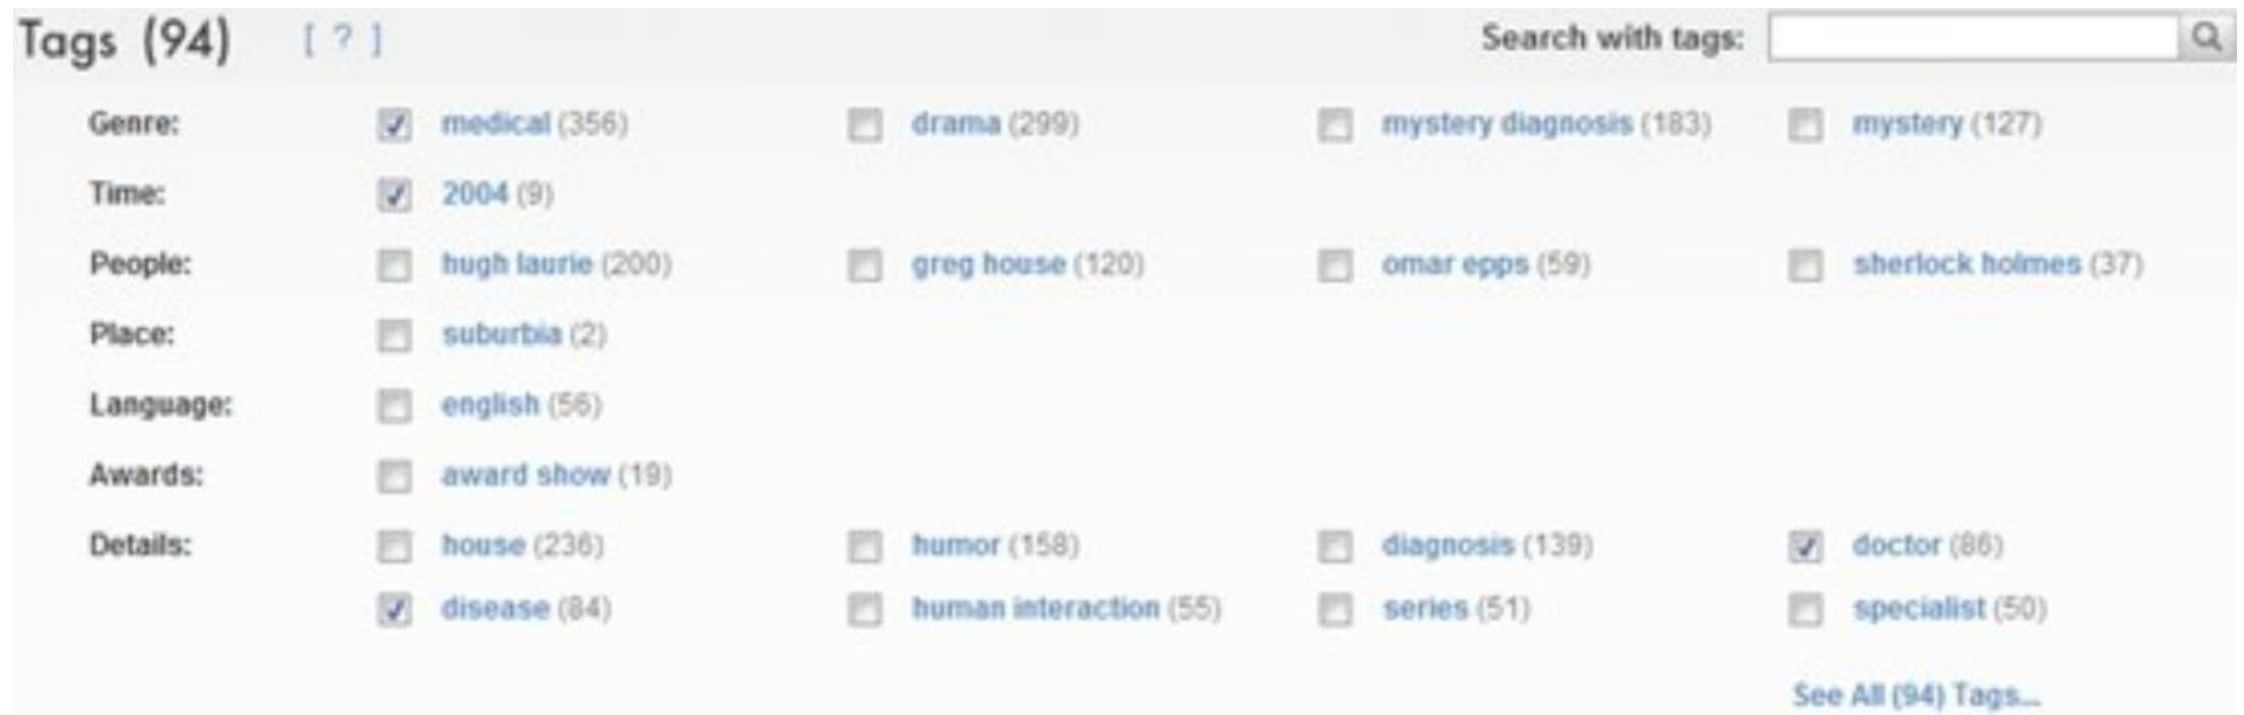 Tags (94) [ ? ] Search with tags:
Genre: medical (356) drama (299) mystery diagnosis (183) mystery (127)
Time: 2004 (9)
People: hugh laurie (200) greg house (120) omar epps (59) sherlock holmes (37)
Place: suburbia (2)
Language: english (56)
Awards: award show (19)
Details: house (236) humor (158) diagnosis (139) doctor (86)
disease (84) human interaction (55) series (51) specialist (50)
See All (94) Tags...